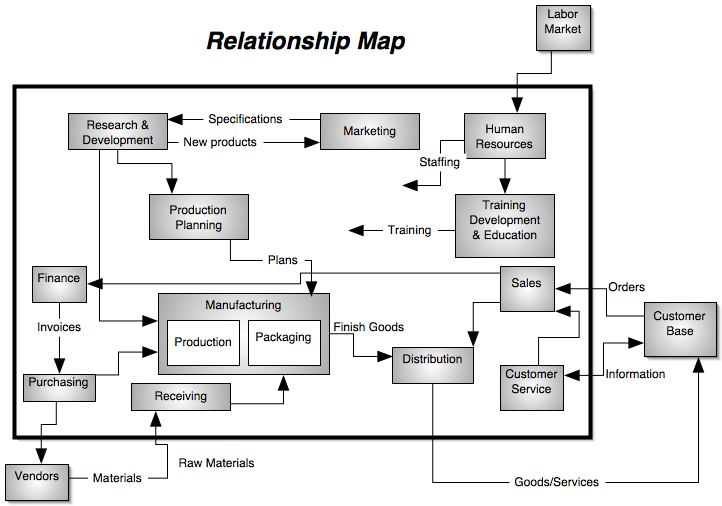 Labor
Market
Relationship Map
Research &
Development
Specifications
New products
Marketing
Human
Resources
Staffing
Production
Planning
Training
Training
Development
& Education
Plans
Finance
Sales
Orders
Manufacturing
Production
Packaging
Invoices
Finish Goods
Customer
Base
Distribution
Purchasing
Customer
Service
Information
Receiving
Vendors
Materials
Raw Materials
Goods/Services